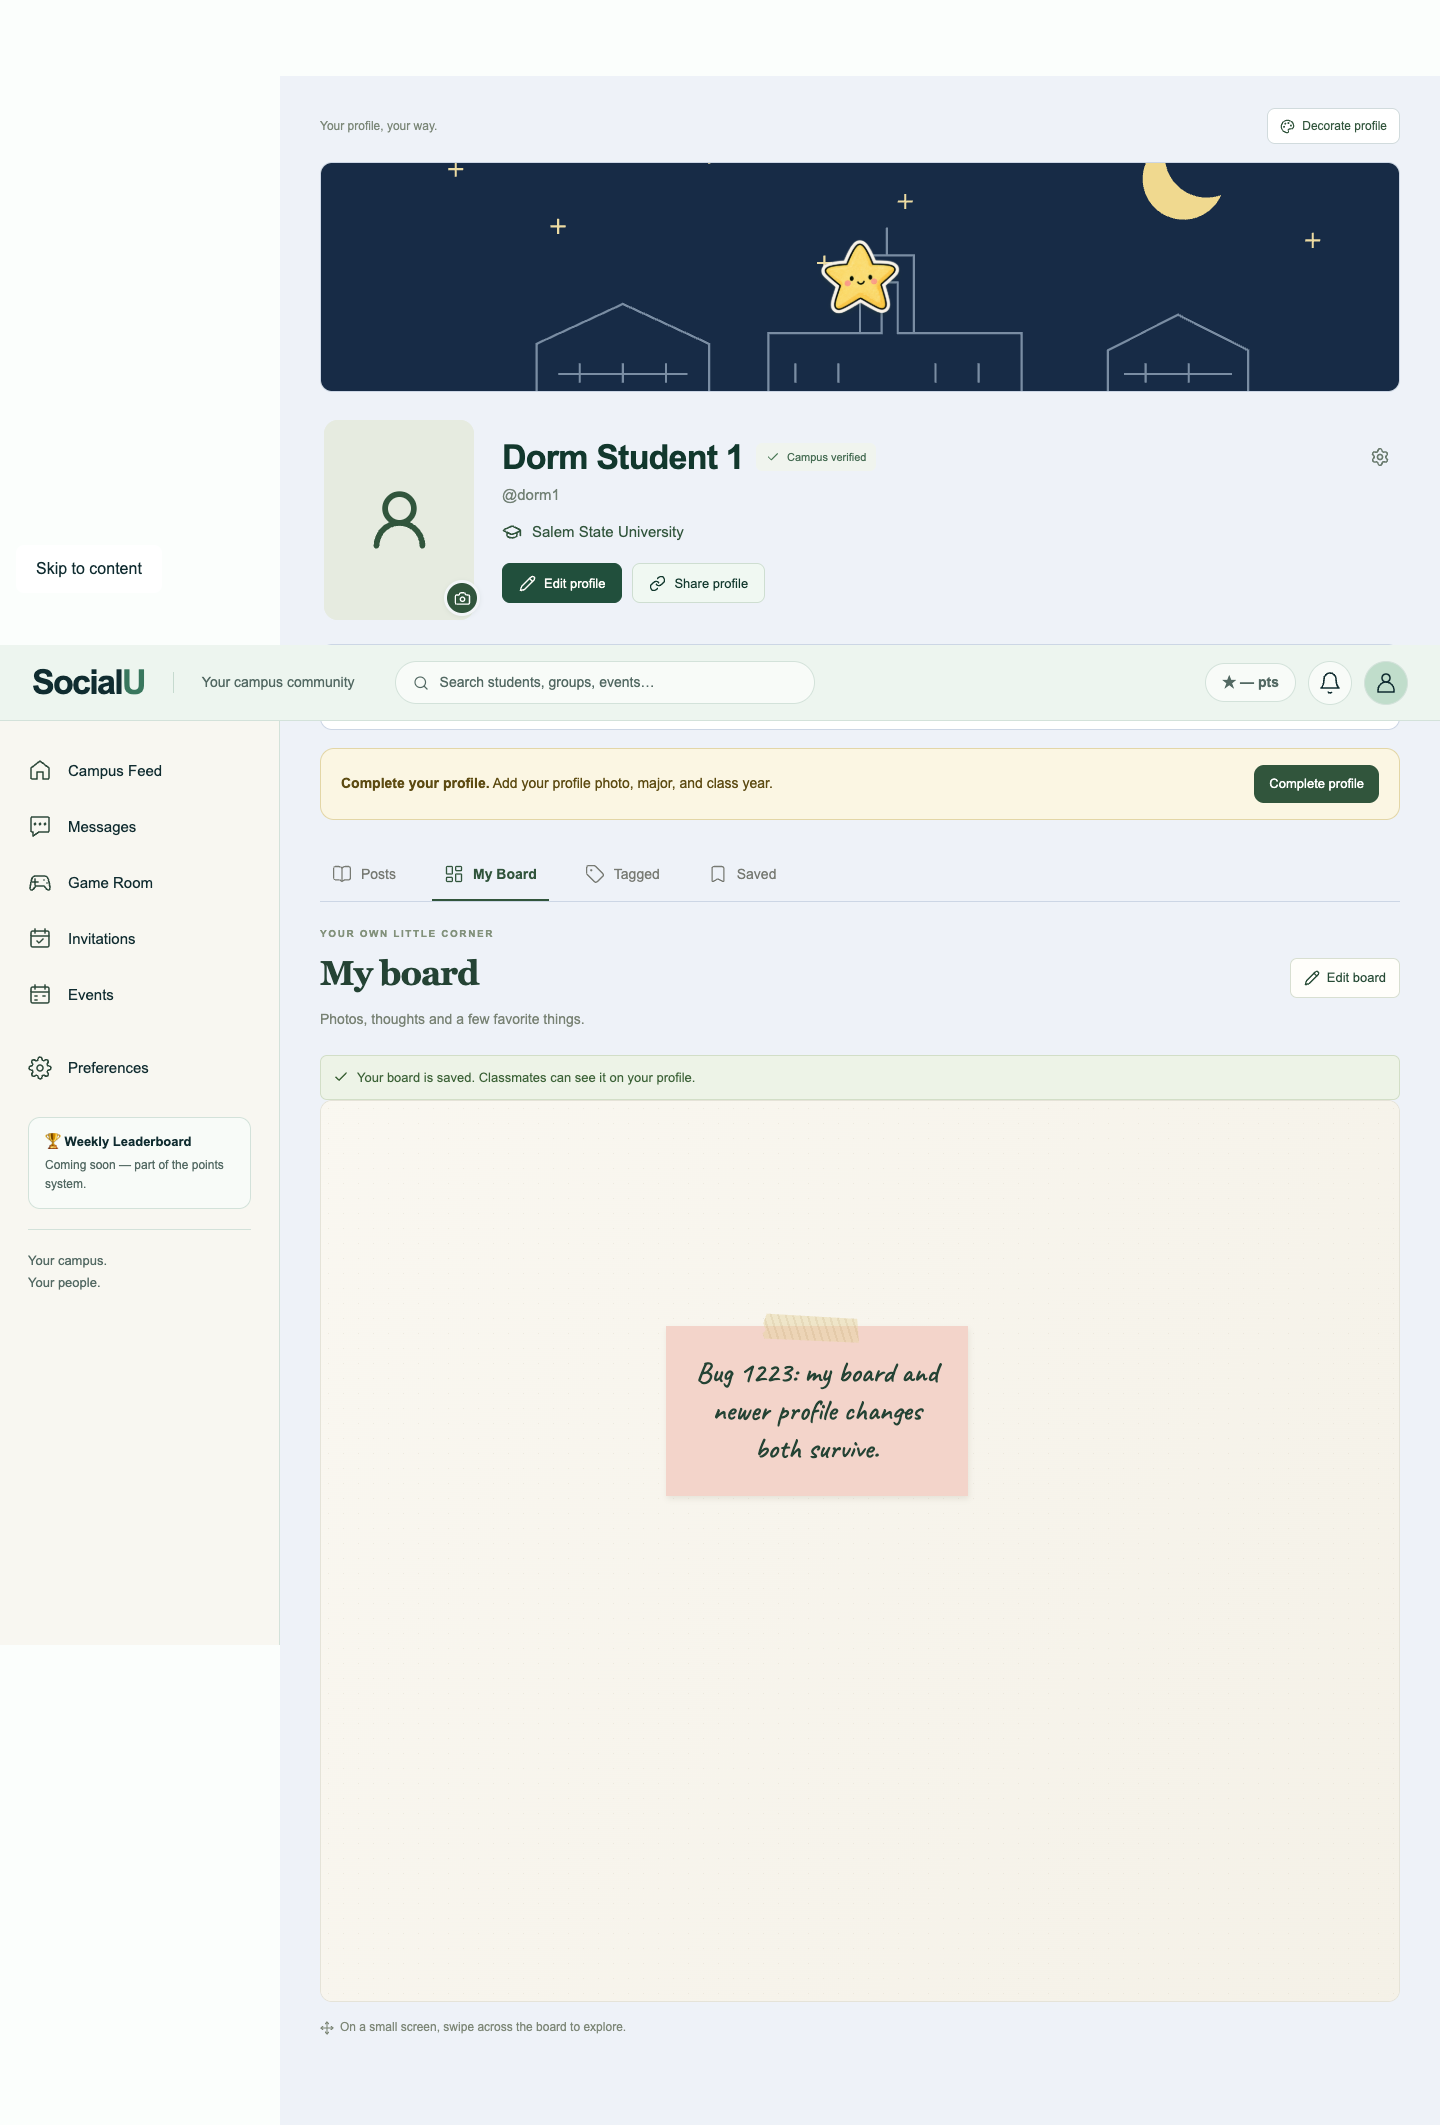 Your profile, your way.
Decorate profile
Dorm Student 1
Campus verified
@dorm1
Salem State University
Edit profile
Share profile
Skip to content
SocialU
Your campus community
Search students, groups, events...
★ — pts
Campus Feed
Messages
Game Room
Invitations
Events
Preferences
🏆 Weekly Leaderboard
Coming soon — part of the points
system.
Your campus.
Your people.
Complete your profile. Add your profile photo, major, and class year.
Complete profile
Posts
My Board
Tagged
Saved
YOUR OWN LITTLE CORNER
My board
Edit board
Photos, thoughts and a few favorite things.
Your board is saved. Classmates can see it on your profile.
Bug 1223: my board and
newer profile changes
both survive.
On a small screen, swipe across the board to explore.